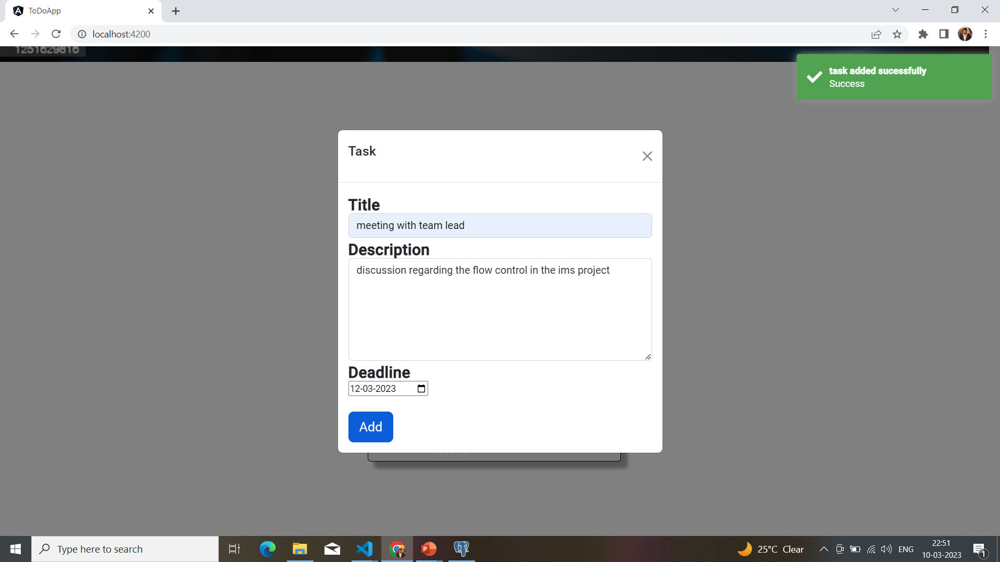 ToDoApp
localhost:4200
1251629816
task added sucessfully
Success
Task
Title
meeting with team lead
Description
discussion regarding the flow control in the ims project
Deadline
12-03-2023
Add
Type here to search
25°C Clear
ENG
22:51
10-03-2023
1